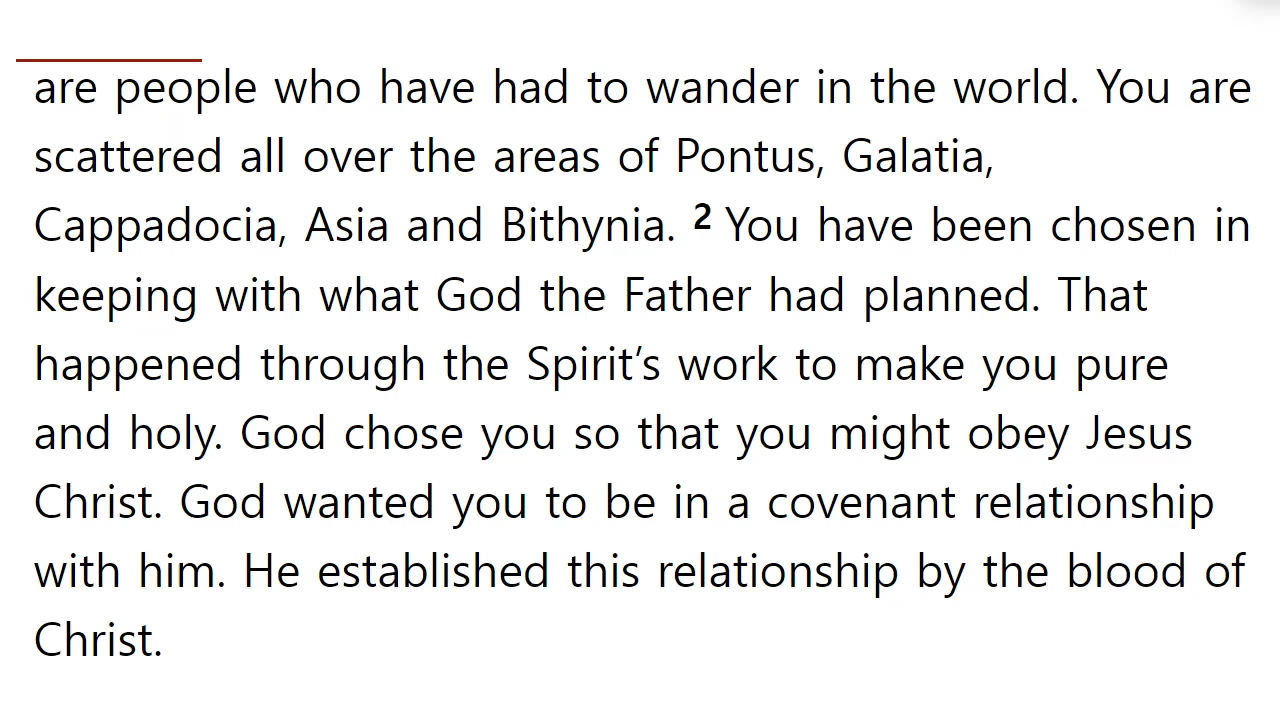 are people who have had to wander in the world. You are
scattered all over the areas of Pontus, Galatia,
Cappadocia, Asia and Bithynia. 2 You have been chosen in
keeping with what God the Father had planned. That
happened through the Spirit’s work to make you pure
and holy. God chose you so that you might obey Jesus
Christ. God wanted you to be in a covenant relationship
with him. He established this relationship by the blood of
Christ.